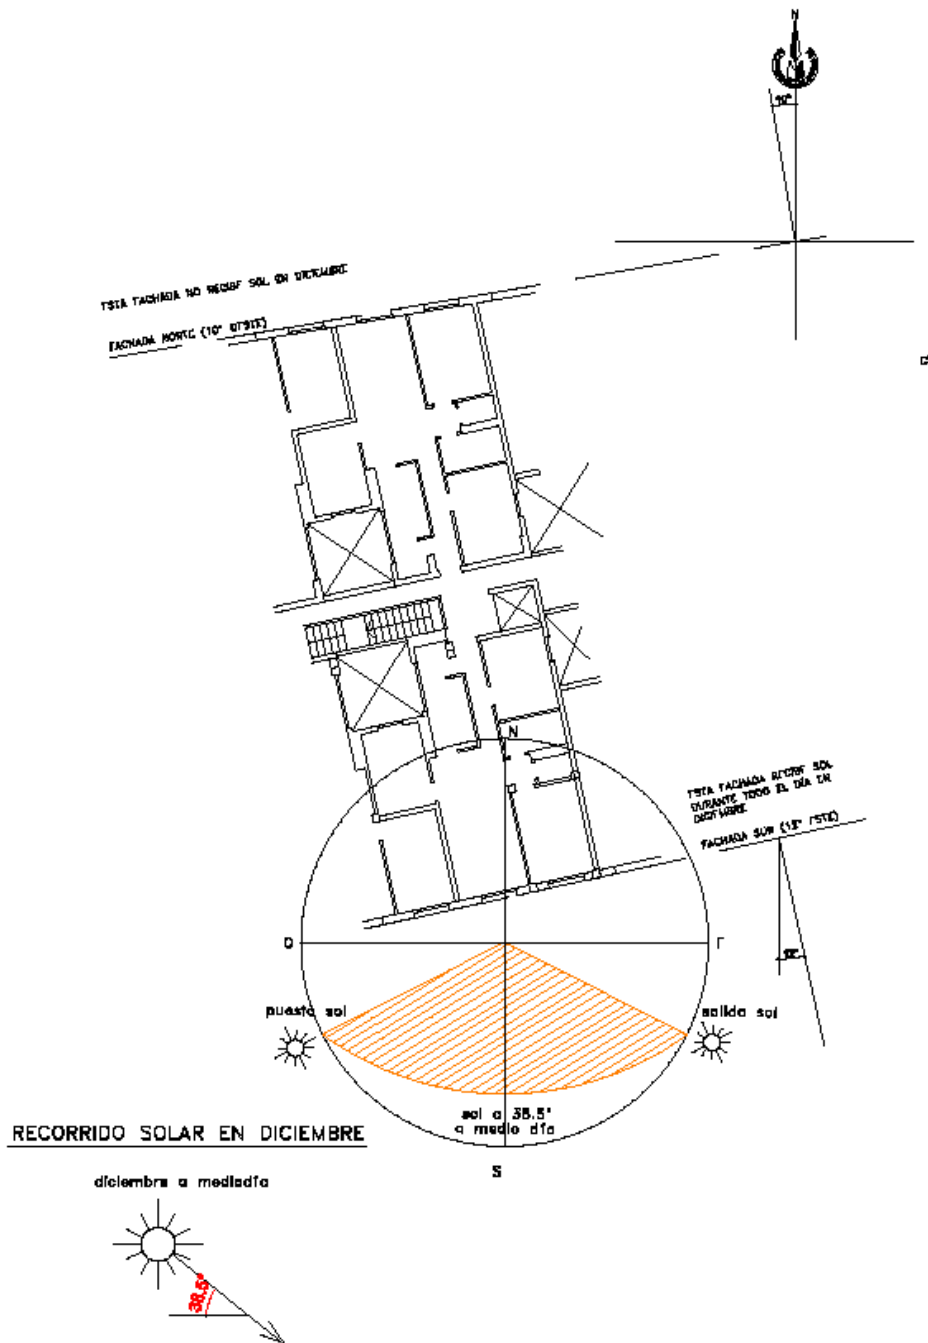 N
10°
ESTA FACHADA NO RECIBE SOL EN DICIEMBRE
FACHADA NORTE (10° OESTE)
N
ESTA FACHADA RECIBE SOL
DURANTE TODO EL DÍA EN
DICIEMBRE
FACHADA SUR (12° ESTE)
O
E
puesta sol
salida sol
sol a 38.5°
a medio día
S
RECORRIDO SOLAR EN DICIEMBRE
diciembre a mediodía
38.5°